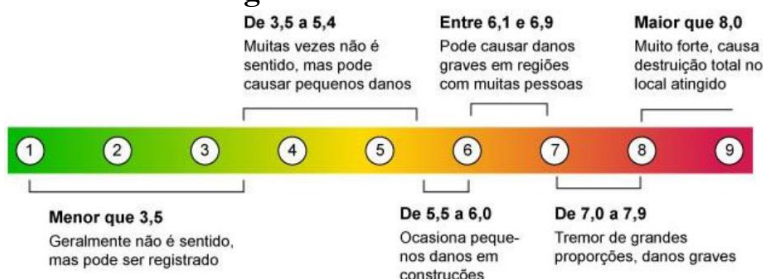 De 3,5 a 5,4
Muitas vezes não é
sentido, mas pode
causar pequenos danos
Entre 6,1 e 6,9
Pode causar danos
graves em regiões
com muitas pessoas
Maior que 8,0
Muito forte, causa
destruição total no
local atingido
1 2 3 4 5 6 7 8 9
Menor que 3,5
Geralmente não é sentido,
mas pode ser registrado
De 5,5 a 6,0
Ocasiona peque-
nos danos em
construções
De 7,0 a 7,9
Tremor de grandes
proporções, danos graves